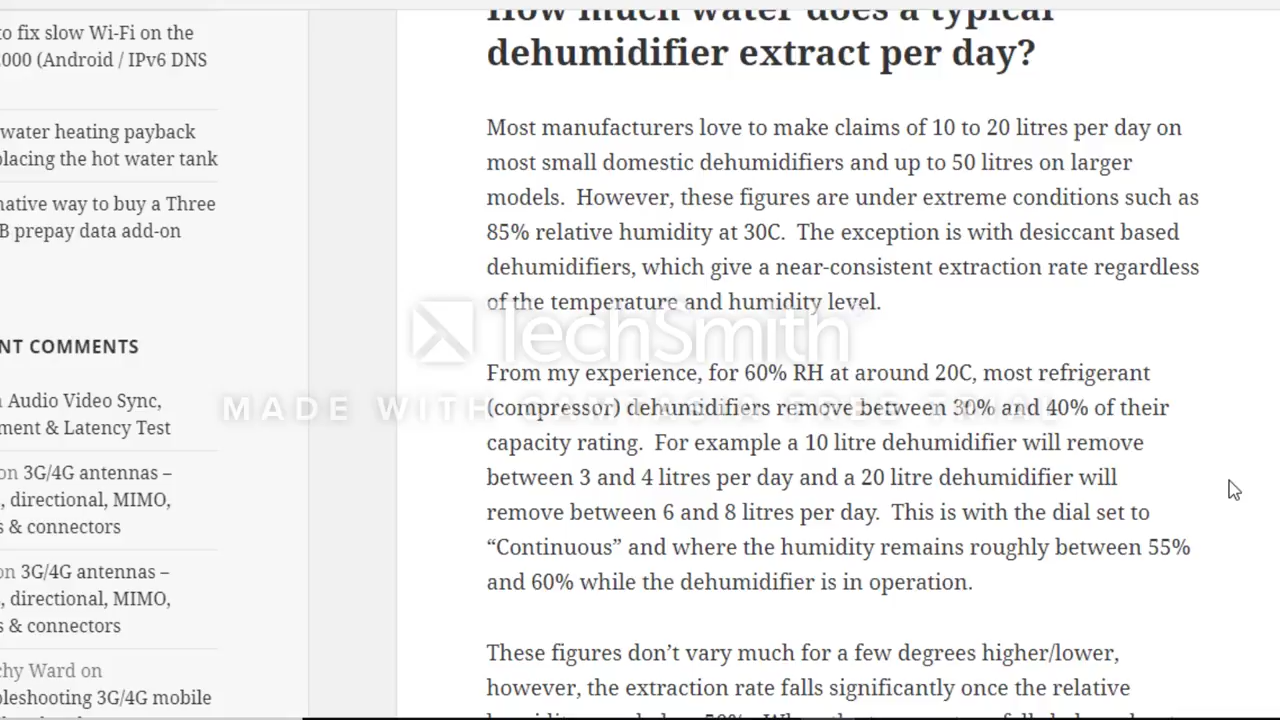 How much water does a typical
dehumidifier extract per day?
Most manufacturers love to make claims of 10 to 20 litres per day on
most small domestic dehumidifiers and up to 50 litres on larger
models.  However, these figures are under extreme conditions such as
85% relative humidity at 30C.  The exception is with desiccant based
dehumidifiers, which give a near-consistent extraction rate regardless
of the temperature and humidity level.
From my experience, for 60% RH at around 20C, most refrigerant
(compressor) dehumidifiers remove between 30% and 40% of their
capacity rating.  For example a 10 litre dehumidifier will remove
between 3 and 4 litres per day and a 20 litre dehumidifier will
remove between 6 and 8 litres per day.  This is with the dial set to
“Continuous” and where the humidity remains roughly between 55%
and 60% while the dehumidifier is in operation.
These figures don’t vary much for a few degrees higher/lower,
however, the extraction rate falls significantly once the relative
to fix slow Wi-Fi on the
000 (Android / IPv6 DNS
water heating payback
placing the hot water tank
native way to buy a Three
B prepay data add-on
NT COMMENTS
Audio Video Sync,
ment & Latency Test
on 3G/4G antennas –
, directional, MIMO,
s & connectors
on 3G/4G antennas –
, directional, MIMO,
s & connectors
chy Ward on
bleshooting 3G/4G mobile
TechSmith
MADE WITH CAMTASIA FREE TRIAL